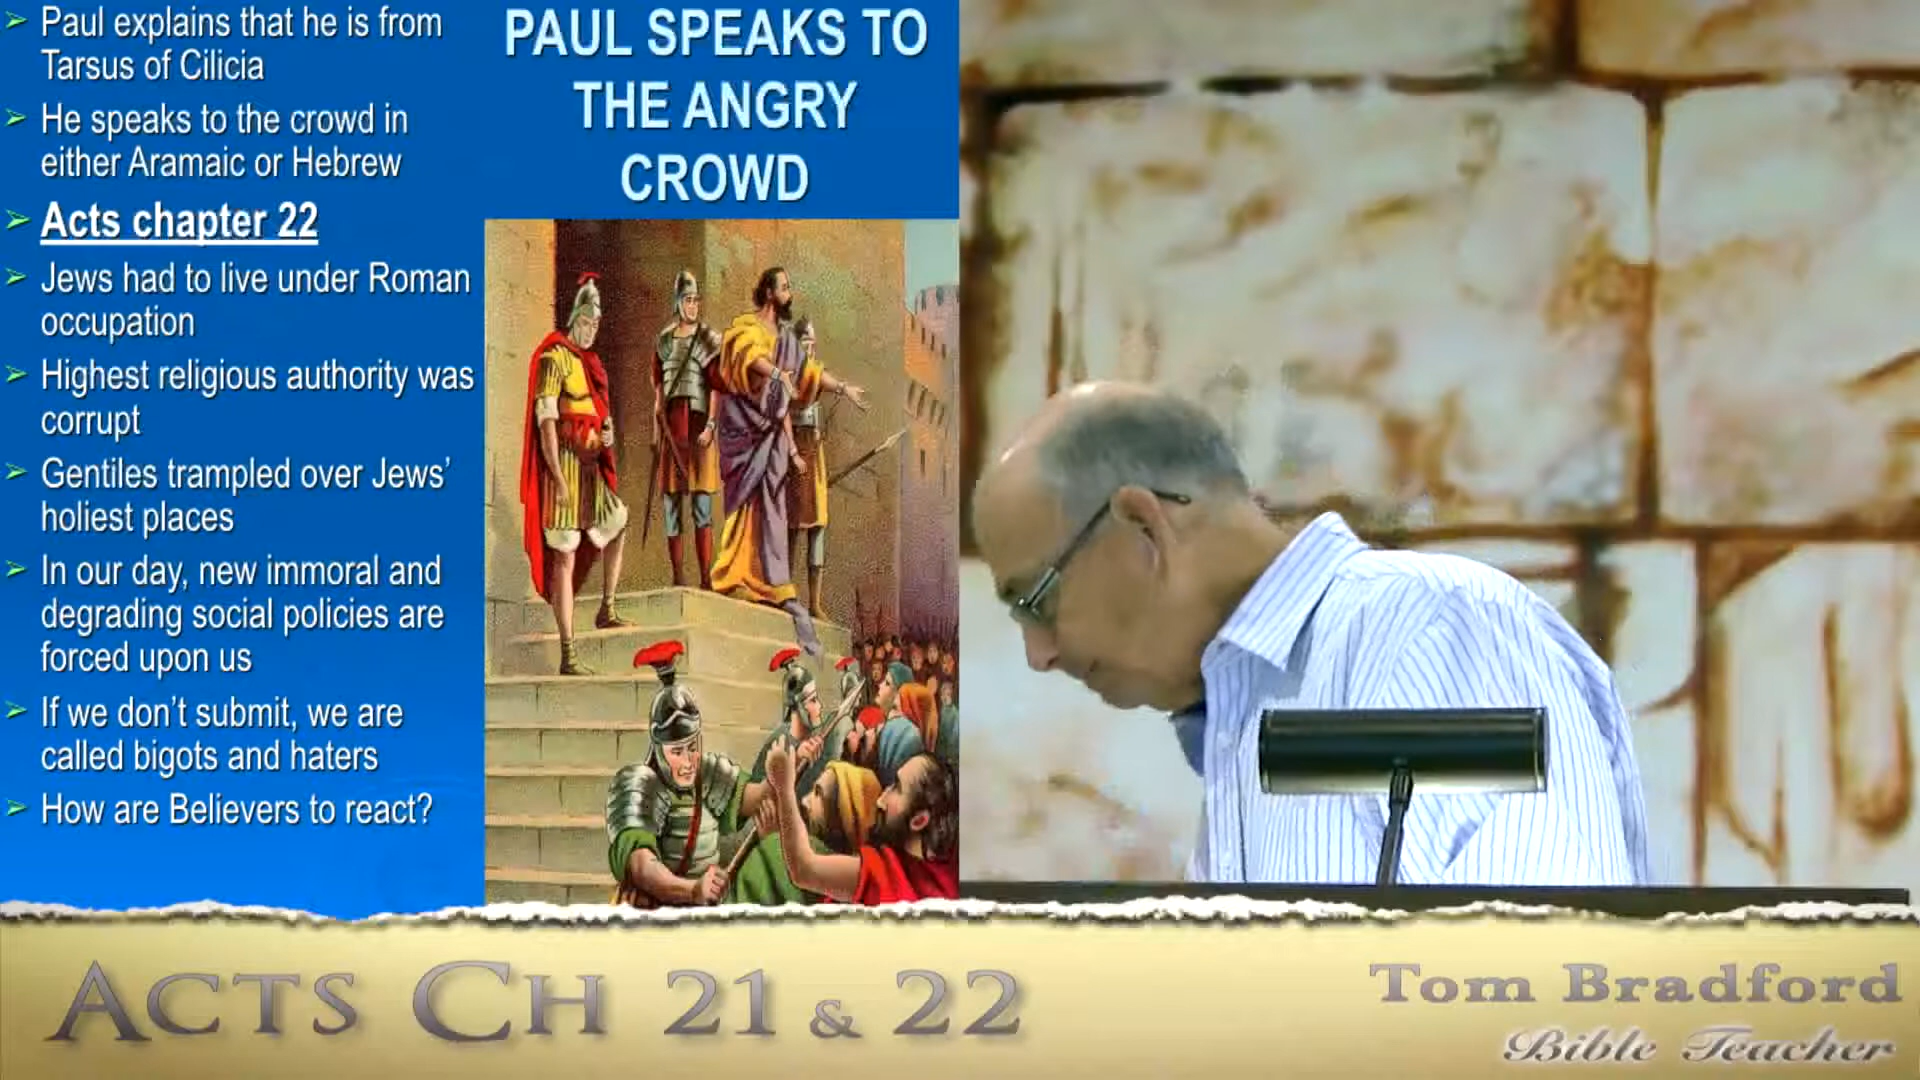 Paul explains that he is from
Tarsus of Cilicia
He speaks to the crowd in
either Aramaic or Hebrew
Acts chapter 22
Jews had to live under Roman
occupation
Highest religious authority was
corrupt
Gentiles trampled over Jews’
holiest places
In our day, new immoral and
degrading social policies are
forced upon us
If we don’t submit, we are
called bigots and haters
How are Believers to react?
PAUL SPEAKS TO
THE ANGRY
CROWD
ACTS CH 21 & 22
Tom Bradford
Bible Teacher